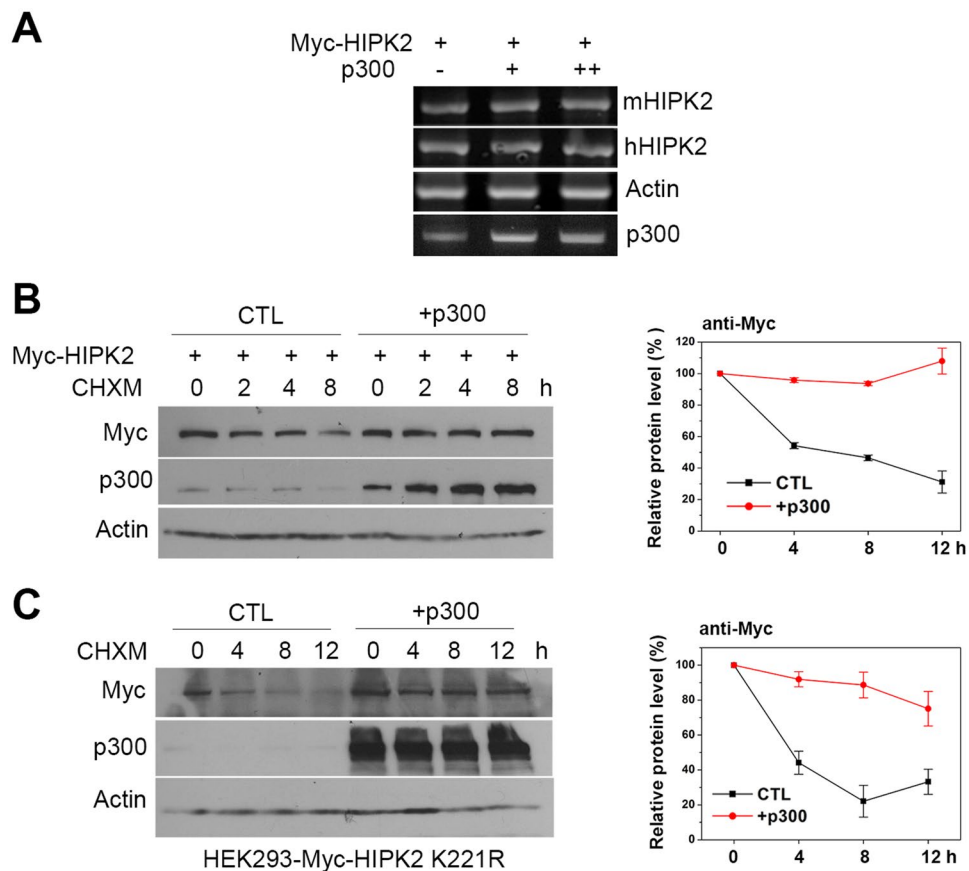 A
Myc-HIPK2 + + +
p300 - + ++
mHIPK2
hHIPK2
Actin
p300
B
CTL +p300
Myc-HIPK2 + + + + + + + +
CHXM 0 2 4 8 0 2 4 8 h
Myc
p300
Actin
anti-Myc
Relative protein level (% )
120
100
80
60
40
20
0
CTL
+p300
0 4 8 12 h
C
CTL +p300
CHXM 0 4 8 12 0 4 8 12 h
Myc
p300
Actin
HEK293-Myc-HIPK2 K221R
anti-Myc
Relative protein level (%)
100
80
60
40
20
0
CTL
+p300
0 4 8 12 h